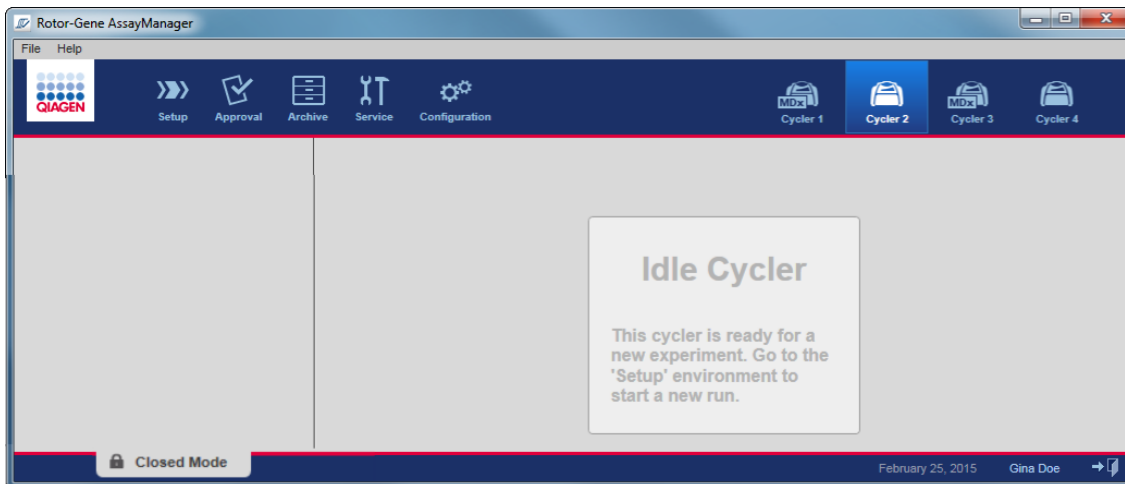 Rotor-Gene AssayManager
File Help
QIAGEN
Setup Approval Archive Service Configuration
MDx MDx
Cycler 1 Cycler 2 Cycler 3 Cycler 4
Idle Cycler
This cycler is ready for a
new experiment. Go to the
'Setup' environment to
start a new run.
Closed Mode
February 25, 2015 Gina Doe